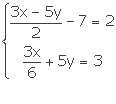 (3x - 5y)/2 - 7 = 2
3x/6 + 5y = 3